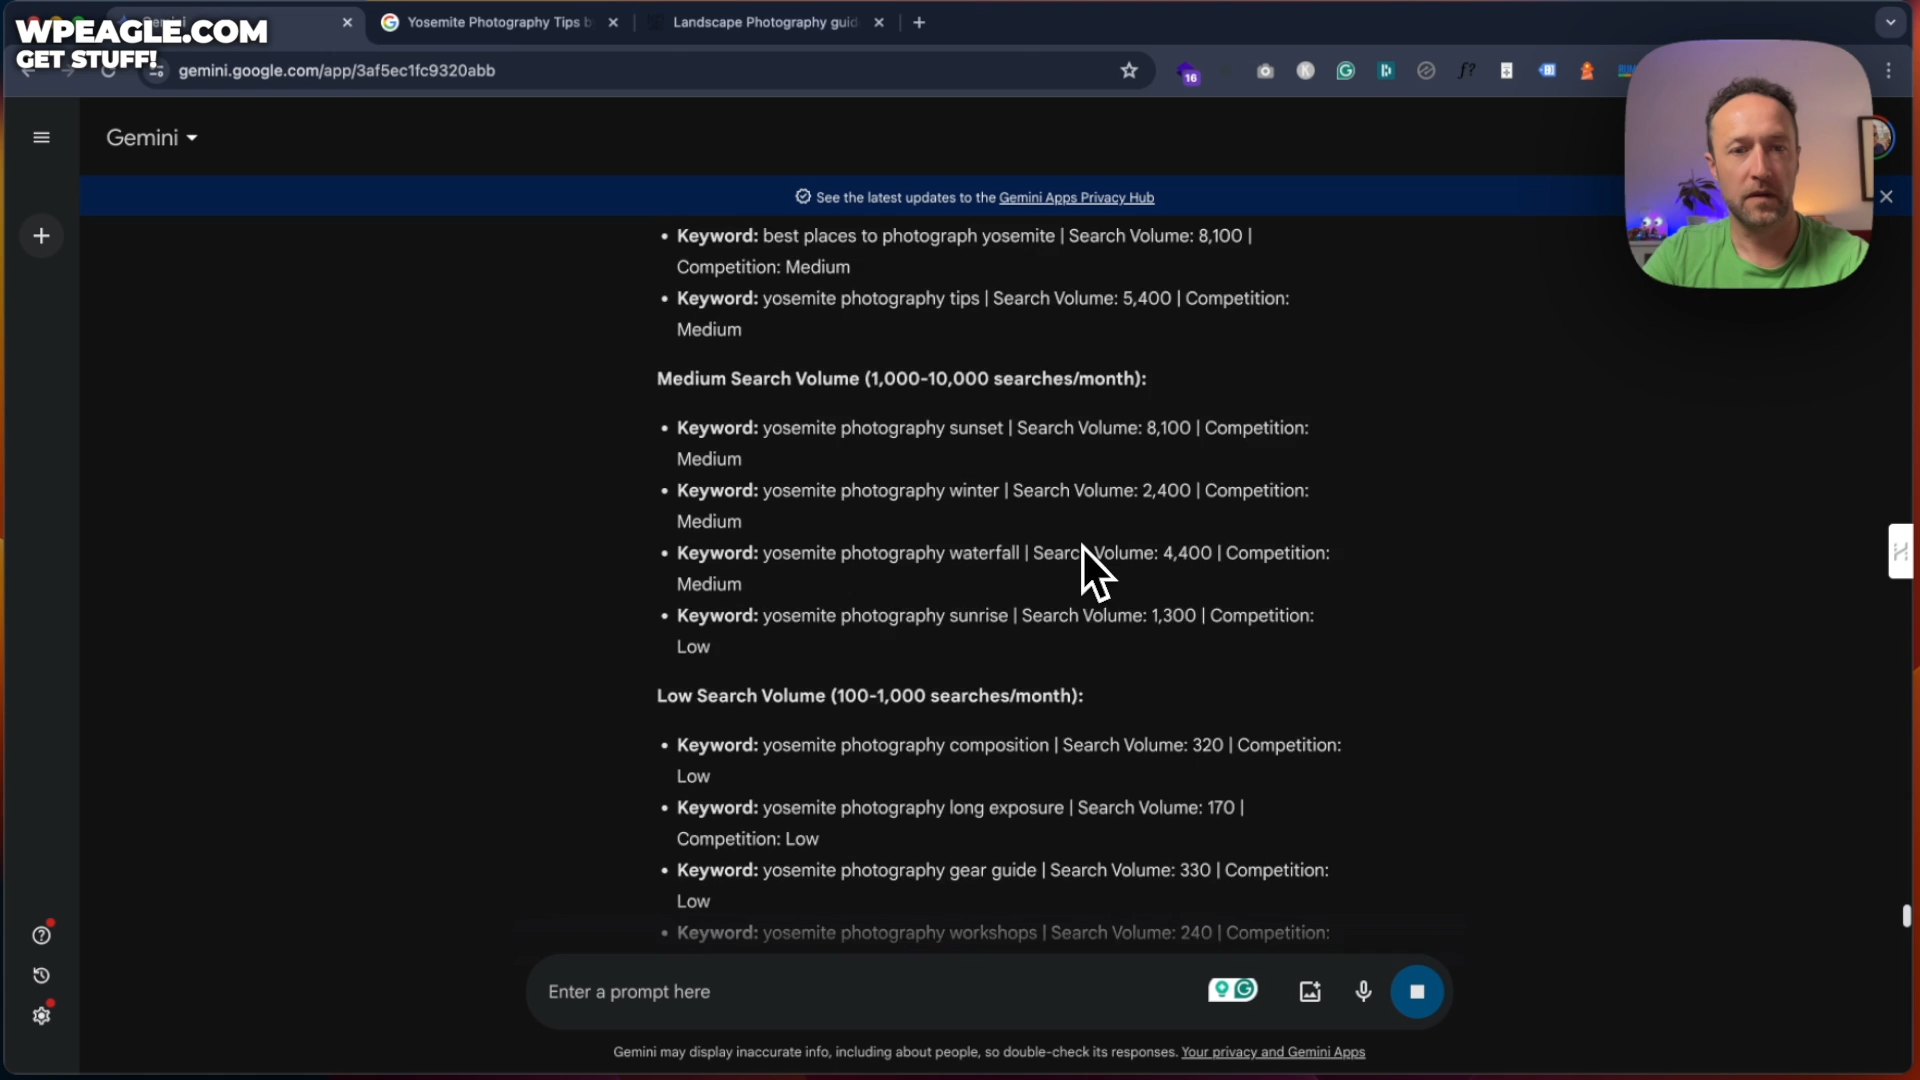 WPEAGLE.COM
GET STUFF!
Yosemite Photography Tips b
Landscape Photography guid
gemini.google.com/app/3af5ec1fc9320abb
16
f?
Gemini
See the latest updates to the Gemini Apps Privacy Hub
• Keyword: best places to photograph yosemite | Search Volume: 8,100 |
Competition: Medium
• Keyword: yosemite photography tips | Search Volume: 5,400 | Competition:
Medium
Medium Search Volume (1,000-10,000 searches/month):
• Keyword: yosemite photography sunset | Search Volume: 8,100 | Competition:
Medium
• Keyword: yosemite photography winter | Search Volume: 2,400 | Competition:
Medium
• Keyword: yosemite photography waterfall | Search Volume: 4,400 | Competition:
Medium
• Keyword: yosemite photography sunrise | Search Volume: 1,300 | Competition:
Low
Low Search Volume (100-1,000 searches/month):
• Keyword: yosemite photography composition | Search Volume: 320 | Competition:
Low
• Keyword: yosemite photography long exposure | Search Volume: 170 |
Competition: Low
• Keyword: yosemite photography gear guide | Search Volume: 330 | Competition:
Low
• Keyword: yosemite photography workshops | Search Volume: 240 | Competition:
Enter a prompt here
Gemini may display inaccurate info, including about people, so double-check its responses. Your privacy and Gemini Apps